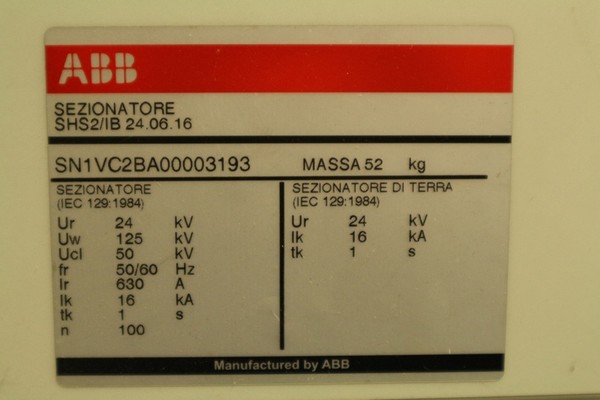 ABB
SEZIONATORE
SHS2/IB 24.06.16
SN1VC2BA00003193 MASSA 52 kg
SEZIONATORE
(IEC 129:1984)
Ur 24 kV
Uw 125 kV
Ucl 50 kV
fr 50/60 Hz
Ir 630 A
Ik 16 kA
tk 1 s
n 100
SEZIONATORE DI TERRA
(IEC 129:1984)
Ur 24 kV
Ik 16 kA
tk 1 s
Manufactured by ABB